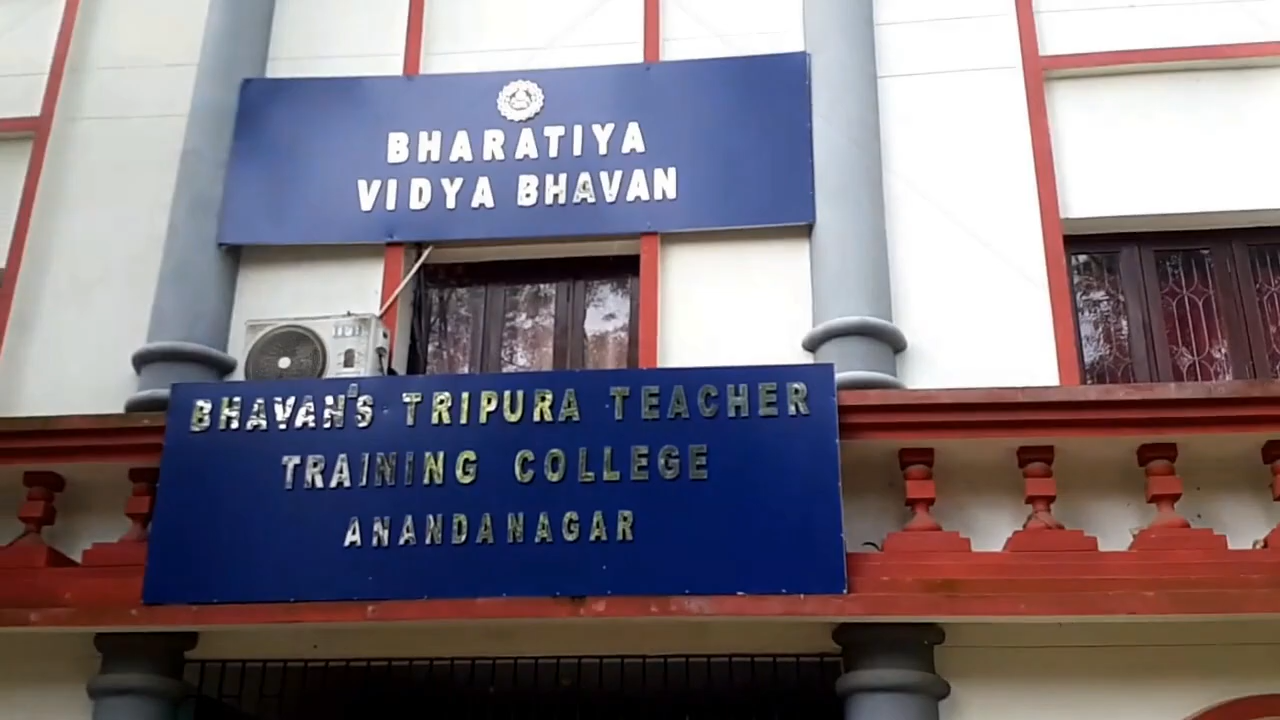 BHARATIYA
VIDYA BHAVAN
BHAVAN'S TRIPURA TEACHER
TRAINING COLLEGE
ANANDANAGAR